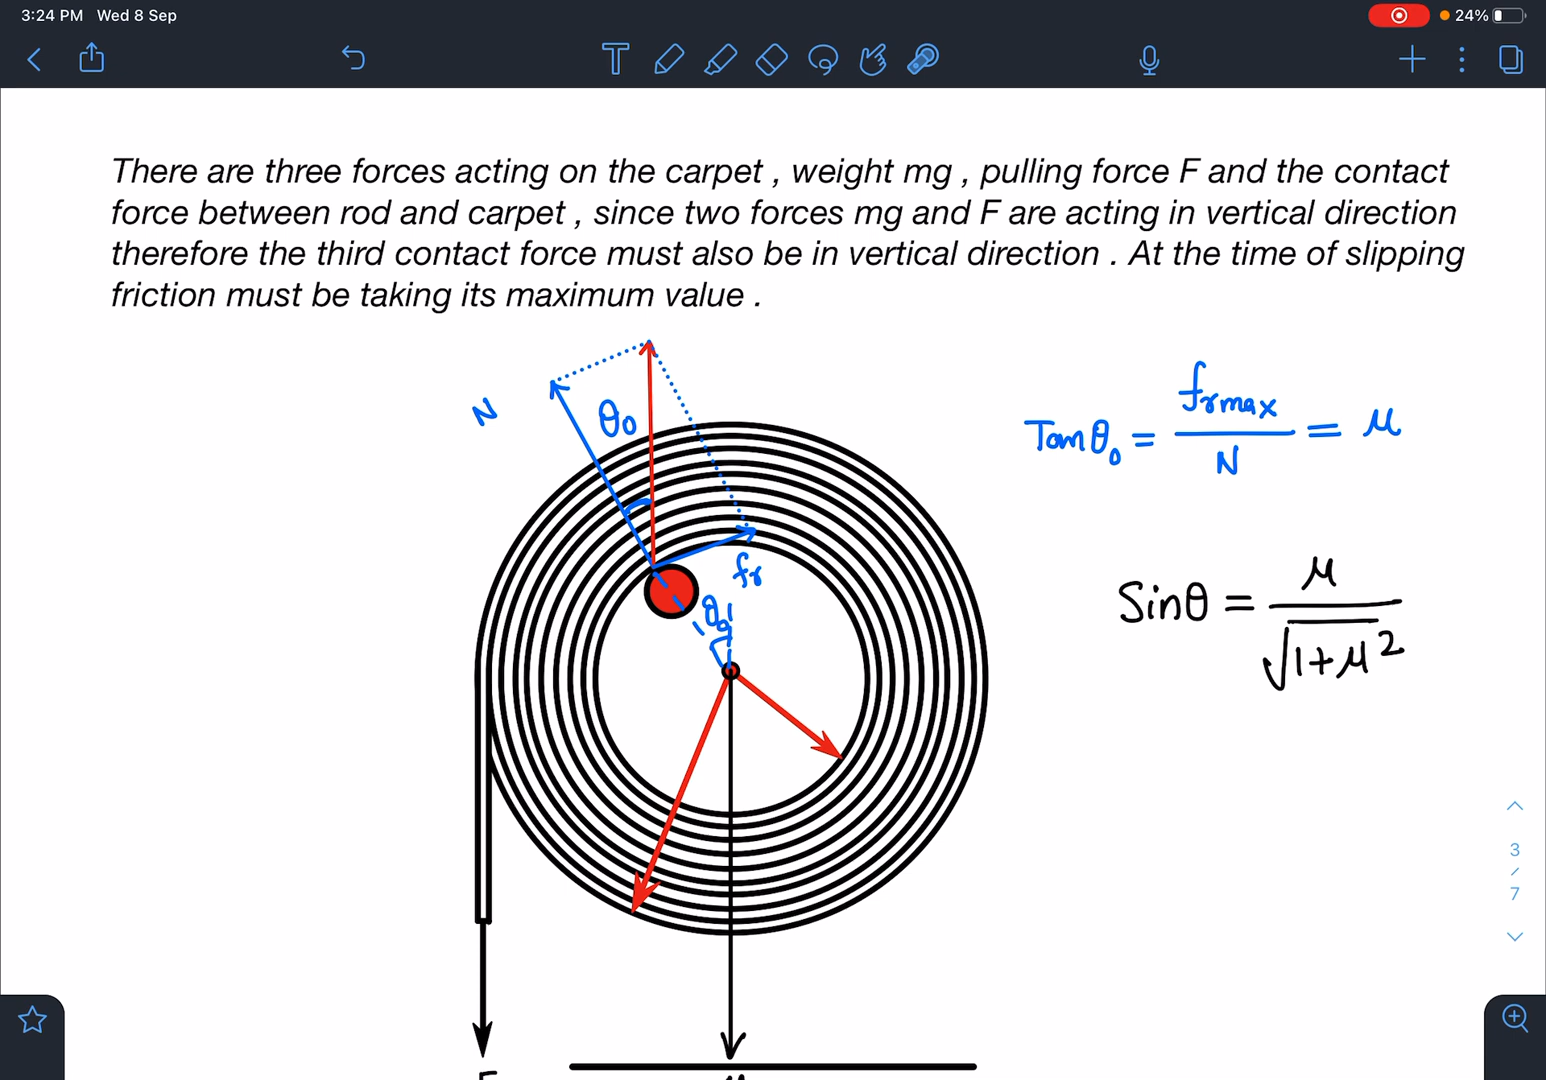 3:24 PM Wed 8 Sep
24%
There are three forces acting on the carpet , weight mg , pulling force F and the contact
force between rod and carpet , since two forces mg and F are acting in vertical direction
therefore the third contact force must also be in vertical direction . At the time of slipping
friction must be taking its maximum value .
N
θ₀
Tanθ₀ = frmax / N = μ
fr
θ₀
Sinθ = μ / √1+μ²
3
/
7